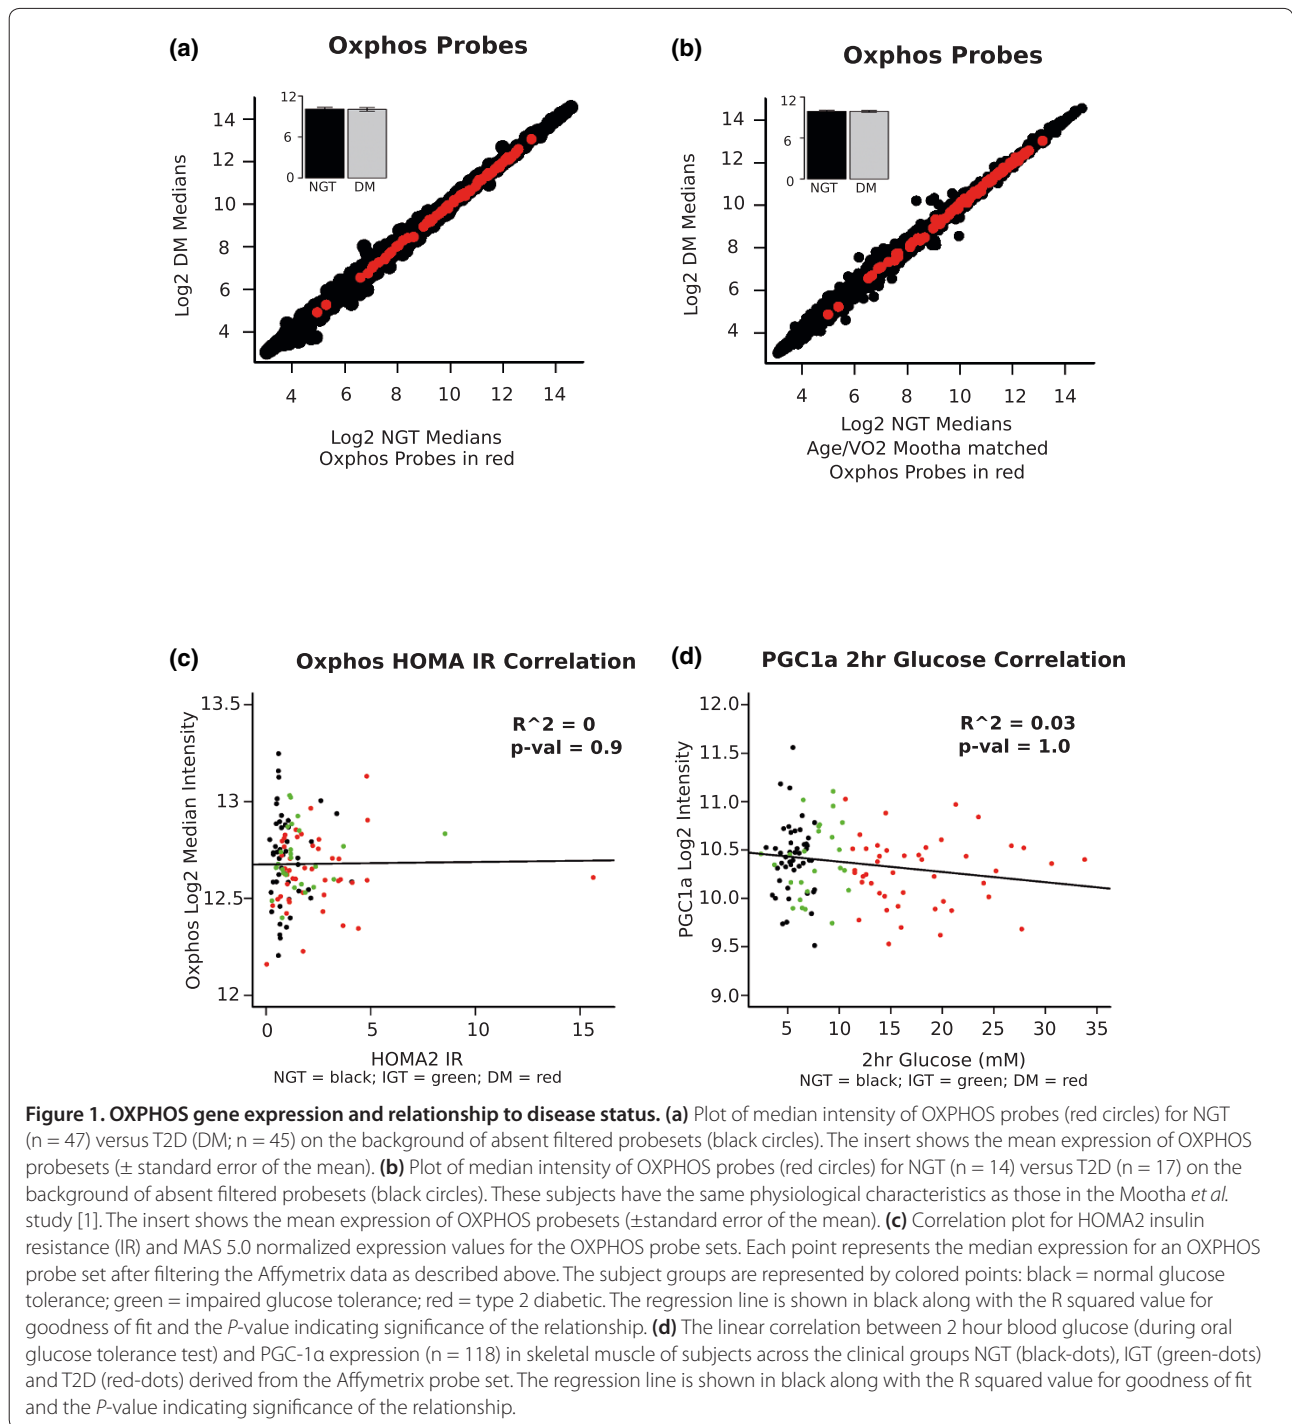 (a)
Oxphos Probes
12
6
0
NGT DM
Log2 DM Medians
14
12
10
8
6
4
4 6 8 10 12 14
Log2 NGT Medians
Oxphos Probes in red
(b)
Oxphos Probes
12
6
0
NGT DM
Log2 DM Medians
14
12
10
8
6
4
4 6 8 10 12 14
Log2 NGT Medians
Age/VO2 Mootha matched
Oxphos Probes in red
(c)
Oxphos HOMA IR Correlation
R^2 = 0
p-val = 0.9
Oxphos Log2 Median Intensity
13.5
13
12.5
12
0 5 10 15
HOMA2 IR
NGT = black; IGT = green; DM = red
(d)
PGC1a 2hr Glucose Correlation
R^2 = 0.03
p-val = 1.0
PGC1a Log2 Intensity
12.0
11.5
11.0
10.5
10.0
9.5
9.0
5 10 15 20 25 30 35
2hr Glucose (mM)
NGT = black; IGT = green; DM = red
Figure 1. OXPHOS gene expression and relationship to disease status. (a) Plot of median intensity of OXPHOS probes (red circles) for NGT
(n = 47) versus T2D (DM; n = 45) on the background of absent filtered probesets (black circles). The insert shows the mean expression of OXPHOS
probesets (± standard error of the mean). (b) Plot of median intensity of OXPHOS probes (red circles) for NGT (n = 14) versus T2D (n = 17) on the
background of absent filtered probesets (black circles). These subjects have the same physiological characteristics as those in the Mootha et al.
study [1]. The insert shows the mean expression of OXPHOS probesets (±standard error of the mean). (c) Correlation plot for HOMA2 insulin
resistance (IR) and MAS 5.0 normalized expression values for the OXPHOS probe sets. Each point represents the median expression for an OXPHOS
probe set after filtering the Affymetrix data as described above. The subject groups are represented by colored points: black = normal glucose
tolerance; green = impaired glucose tolerance; red = type 2 diabetic. The regression line is shown in black along with the R squared value for
goodness of fit and the P-value indicating significance of the relationship. (d) The linear correlation between 2 hour blood glucose (during oral
glucose tolerance test) and PGC-1α expression (n = 118) in skeletal muscle of subjects across the clinical groups NGT (black-dots), IGT (green-dots)
and T2D (red-dots) derived from the Affymetrix probe set. The regression line is shown in black along with the R squared value for goodness of fit
and the P-value indicating significance of the relationship.